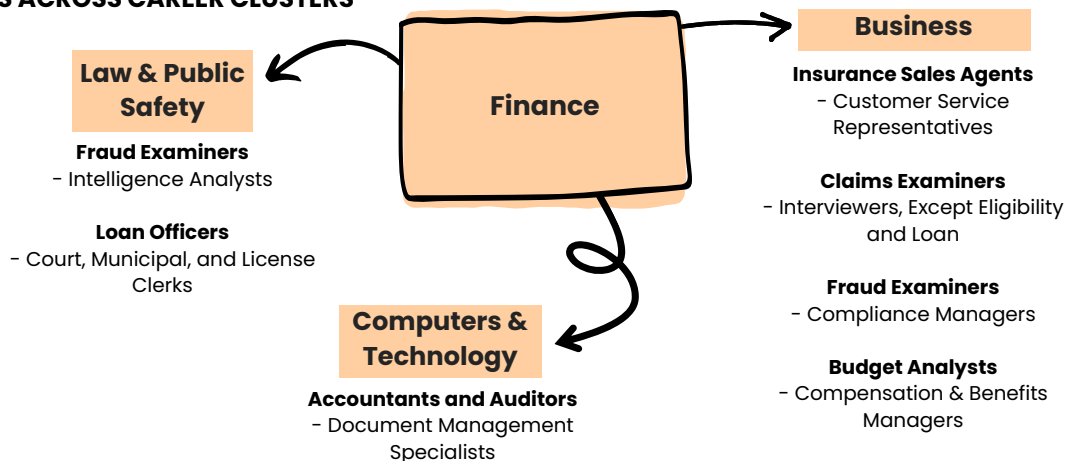 S ACROSS CAREER CLUSTERS
Finance
Law & Public
Safety
Fraud Examiners
- Intelligence Analysts
Loan Officers
- Court, Municipal, and License
Clerks
Computers &
Technology
Accountants and Auditors
- Document Management
Specialists
Business
Insurance Sales Agents
- Customer Service
Representatives
Claims Examiners
- Interviewers, Except Eligibility
and Loan
Fraud Examiners
- Compliance Managers
Budget Analysts
- Compensation & Benefits
Managers